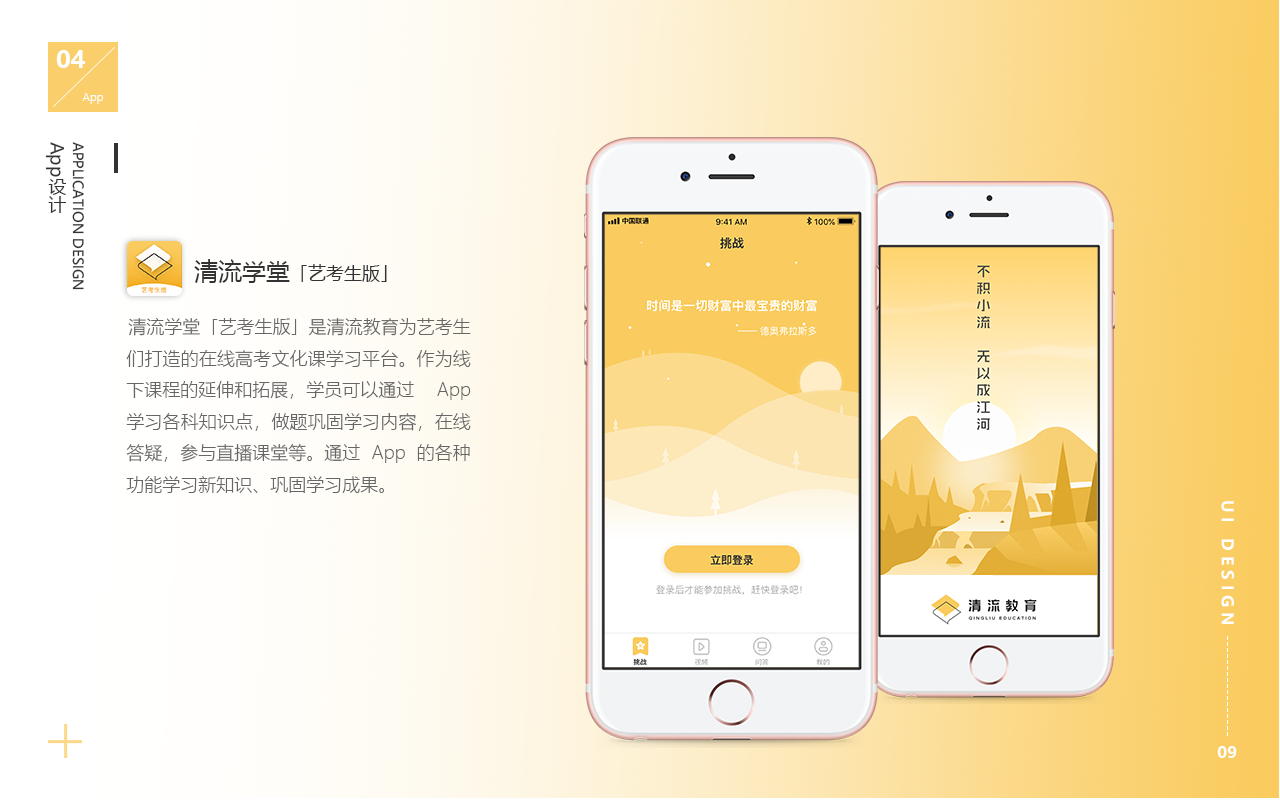 04
App
APPLICATION DESIGN
App设计
艺考生版
清流学堂「艺考生版」
清流学堂「艺考生版」是清流教育为艺考生
们打造的在线高考文化课学习平台。作为线
下课程的延伸和拓展，学员可以通过 App
学习各科知识点，做题巩固学习内容，在线
答疑，参与直播课堂等。通过 App 的各种
功能学习新知识、巩固学习成果。
中国联通 9:41 AM 100%
挑战
时间是一切财富中最宝贵的财富
—— 德奥弗拉斯多
立即登录
登录后才能参加挑战，赶快登录吧！
挑战 视频 问答 我的
不积小流 无以成江河
清流教育
QINGLIU EDUCATION
UI DESIGN
09